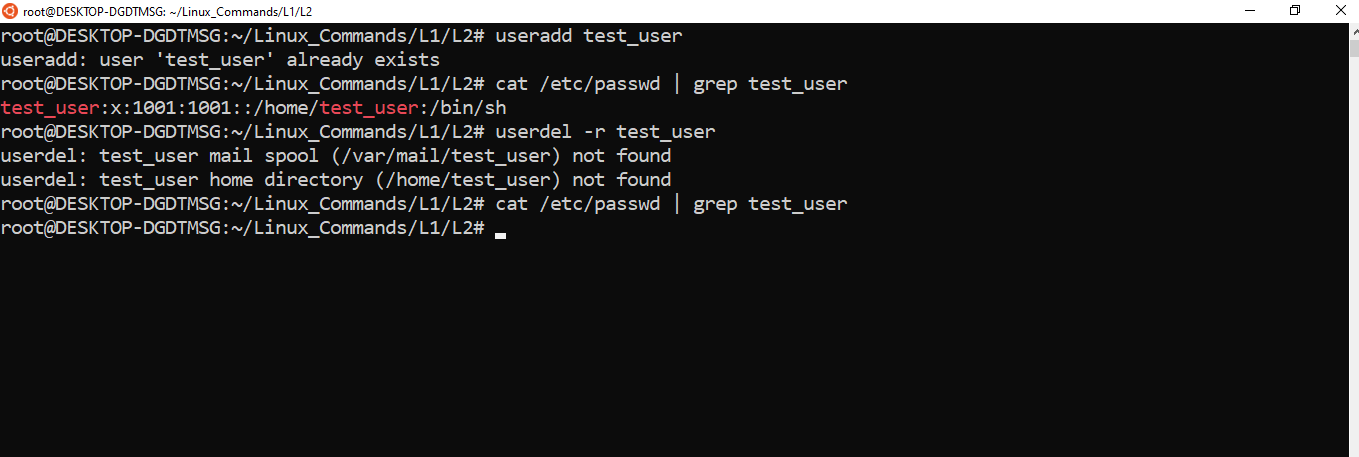 root@DESKTOP-DGDTMSG: ~/Linux_Commands/L1/L2
root@DESKTOP-DGDTMSG:~/Linux_Commands/L1/L2# useradd test_user
useradd: user 'test_user' already exists
root@DESKTOP-DGDTMSG:~/Linux_Commands/L1/L2# cat /etc/passwd | grep test_user
test_user:x:1001:1001::/home/test_user:/bin/sh
root@DESKTOP-DGDTMSG:~/Linux_Commands/L1/L2# userdel -r test_user
userdel: test_user mail spool (/var/mail/test_user) not found
userdel: test_user home directory (/home/test_user) not found
root@DESKTOP-DGDTMSG:~/Linux_Commands/L1/L2# cat /etc/passwd | grep test_user
root@DESKTOP-DGDTMSG:~/Linux_Commands/L1/L2#